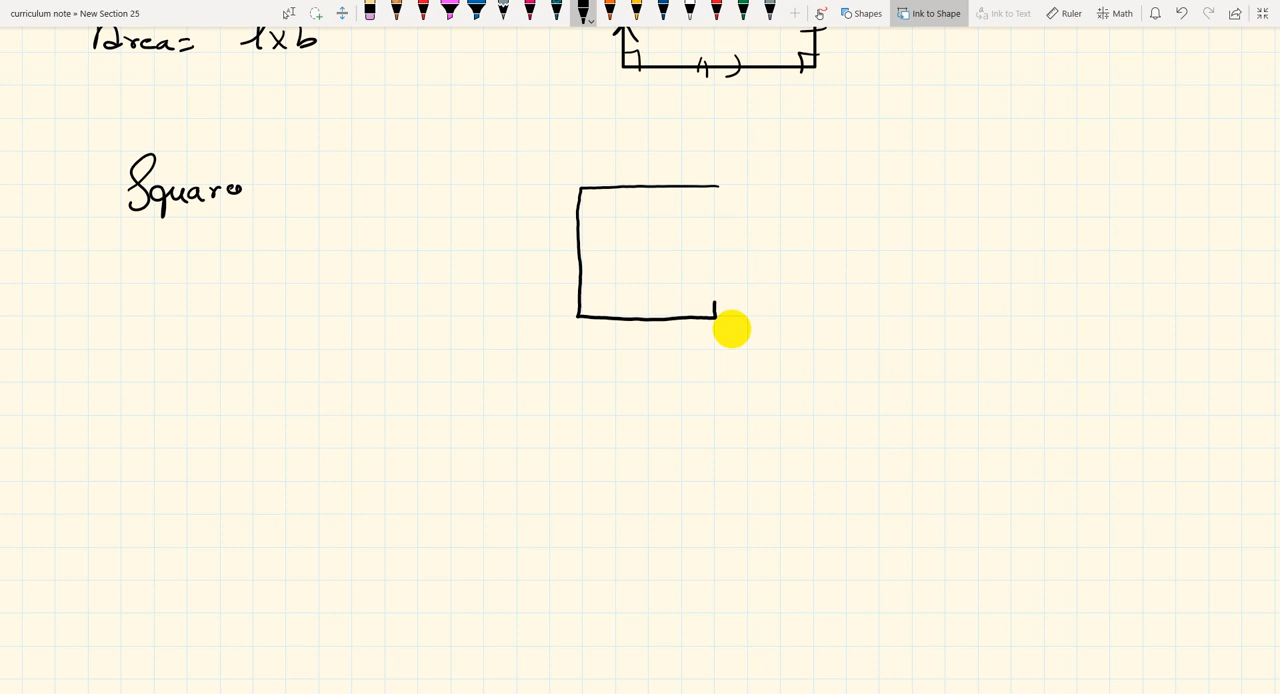 curriculum note » New Section 25
Shapes
Ink to Shape
Ink to Text
Ruler
Math
Area = l x b
Square